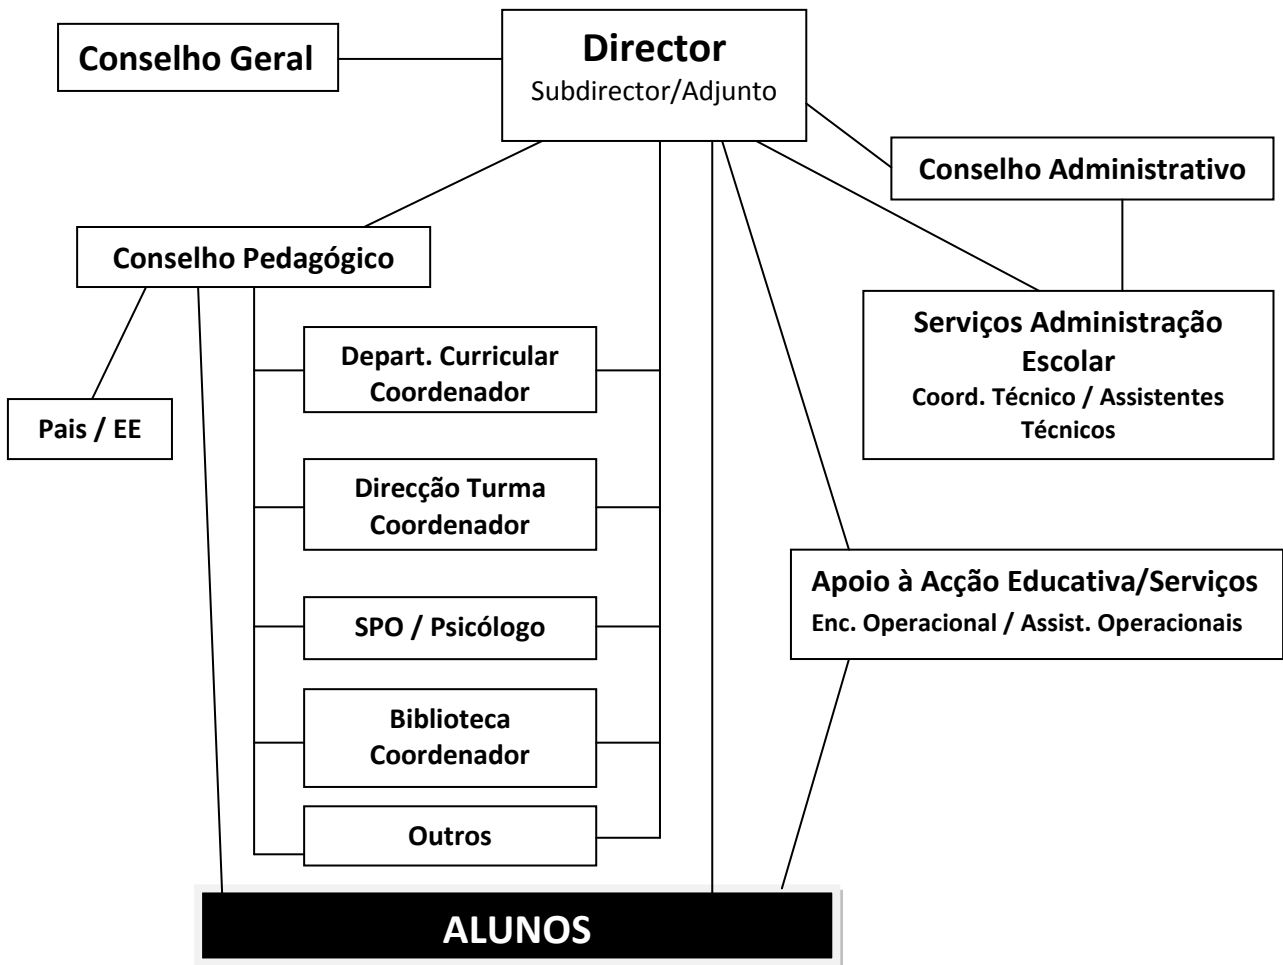 Conselho Geral
Director
Subdirector/Adjunto
Conselho Administrativo
Conselho Pedagógico
Serviços Administração
Escolar
Coord. Técnico / Assistentes
Técnicos
Depart. Curricular
Coordenador
Pais / EE
Direcção Turma
Coordenador
Apoio à Acção Educativa/Serviços
Enc. Operacional / Assist. Operacionais
SPO / Psicólogo
Biblioteca
Coordenador
Outros
ALUNOS